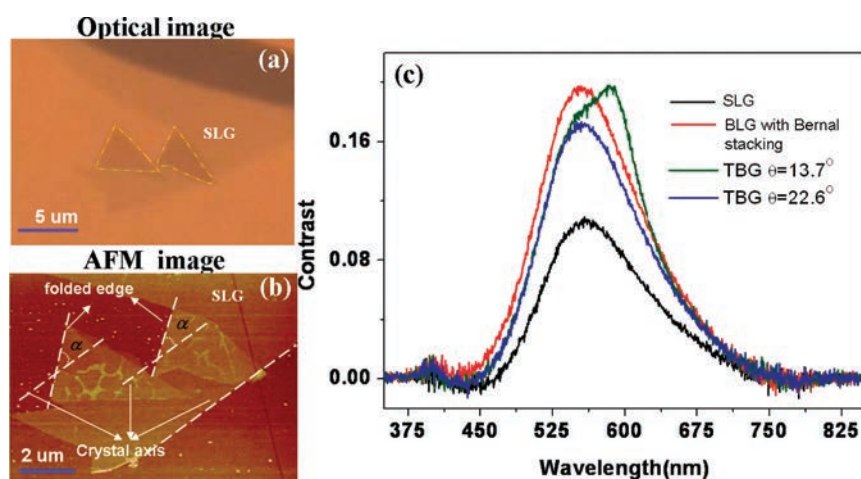 Optical image
(a)
SLG
5 um
AFM image
folded edge
SLG
(b)
α
α
Crystal axis
2 um
(c)
SLG
BLG with Bernal
stacking
TBG θ=13.7°
TBG θ=22.6°
Contrast
0.16
0.08
0.00
375 450 525 600 675 750 825
Wavelength(nm)